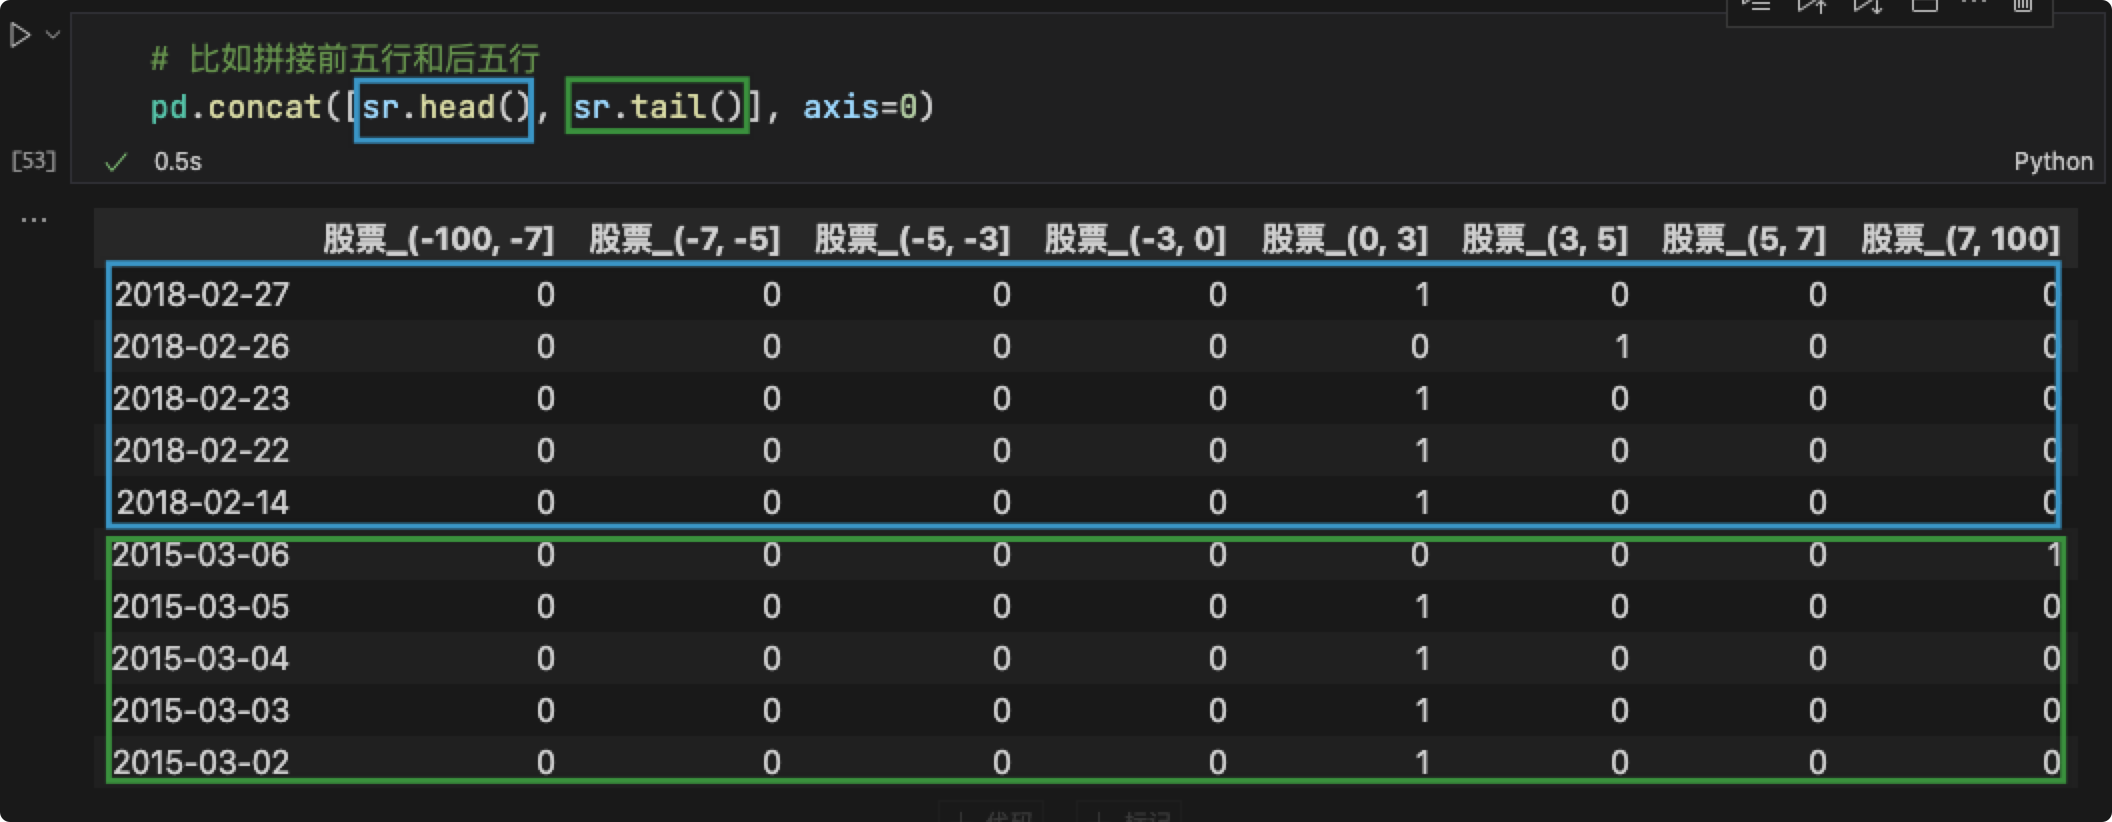 # 比如拼接前五行和后五行
pd.concat([sr.head(), sr.tail()], axis=0)
[53] 0.5s Python
...
股票_(-100, -7] 股票_(-7, -5] 股票_(-5, -3] 股票_(-3, 0] 股票_(0, 3] 股票_(3, 5] 股票_(5, 7] 股票_(7, 100]
2018-02-27 0 0 0 0 1 0 0 0
2018-02-26 0 0 0 0 0 1 0 0
2018-02-23 0 0 0 0 1 0 0 0
2018-02-22 0 0 0 0 1 0 0 0
2018-02-14 0 0 0 0 1 0 0 0
2015-03-06 0 0 0 0 0 0 0 1
2015-03-05 0 0 0 0 1 0 0 0
2015-03-04 0 0 0 0 1 0 0 0
2015-03-03 0 0 0 0 1 0 0 0
2015-03-02 0 0 0 0 1 0 0 0